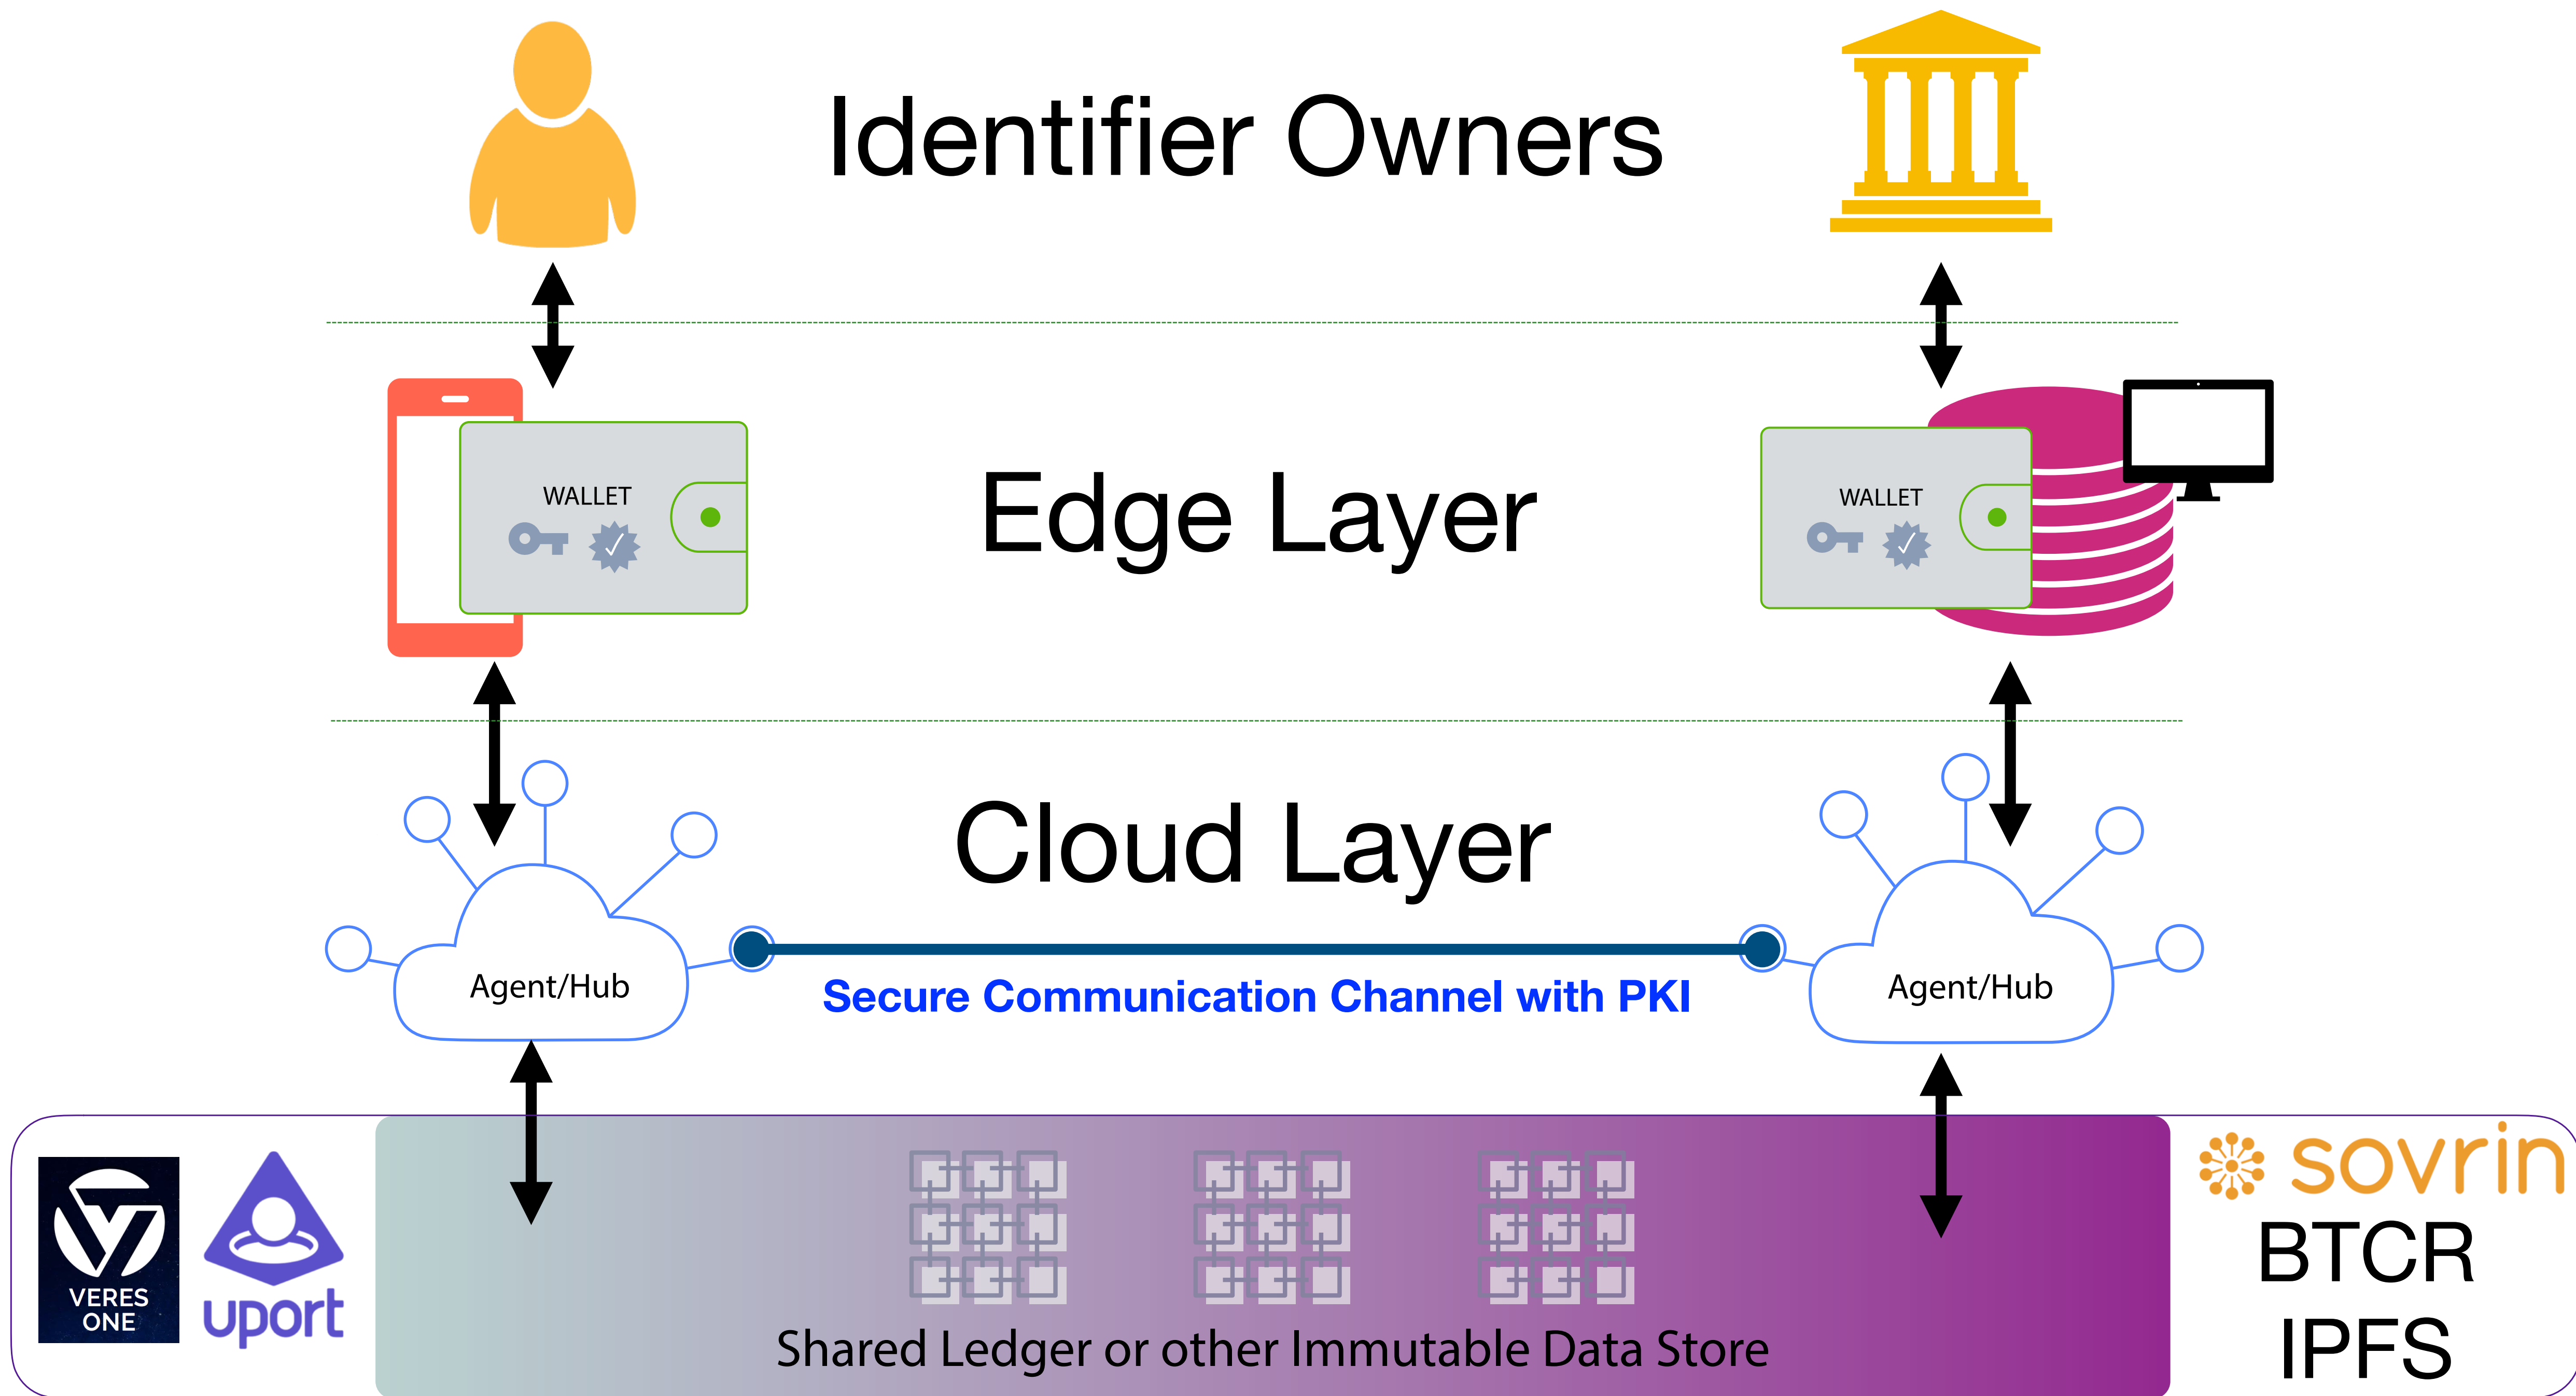 Identifier Owners
WALLET
Edge Layer
WALLET
Cloud Layer
Agent/Hub
Secure Communication Channel with PKI
Agent/Hub
VERES
ONE
uport
Shared Ledger or other Immutable Data Store
sovrin
BTCR
IPFS